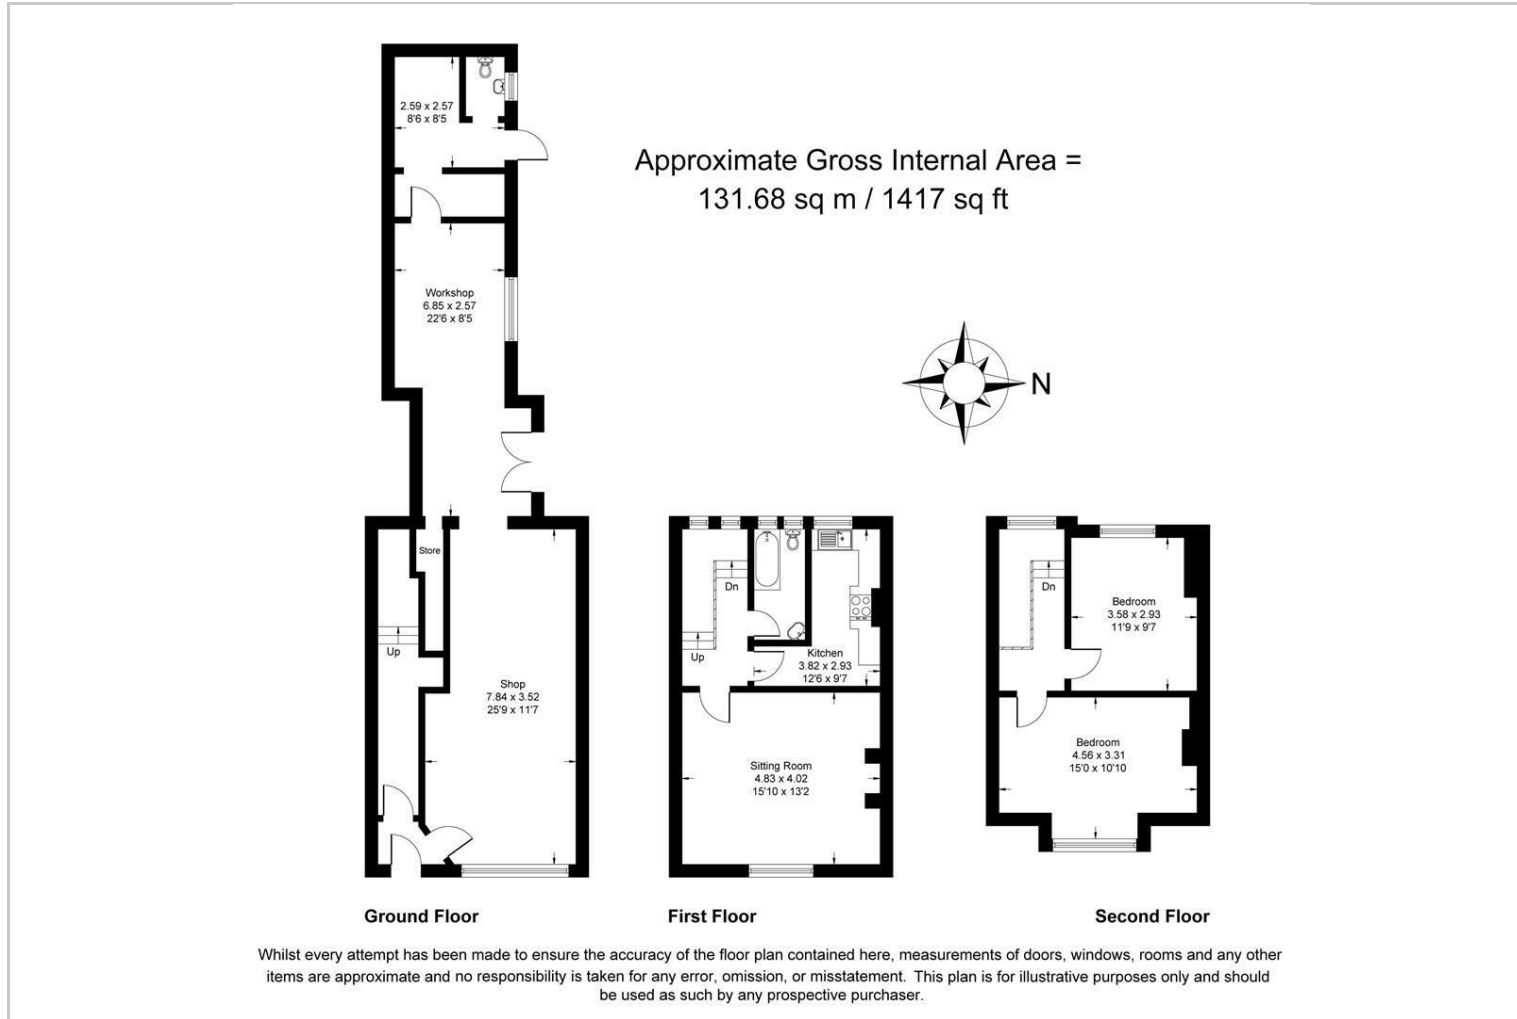 Approximate Gross Internal Area =
131.68 sq m / 1417 sq ft
2.59 x 2.57
8'6 x 8'5
Workshop
6.85 x 2.57
22'6 x 8'5
N
Store
Up
Shop
7.84 x 3.52
25'9 x 11'7
Ground Floor
Dn
Up
Kitchen
3.82 x 2.93
12'6 x 9'7
Sitting Room
4.83 x 4.02
15'10 x 13'2
First Floor
Dn
Bedroom
3.58 x 2.93
11'9 x 9'7
Bedroom
4.56 x 3.31
15'0 x 10'10
Second Floor
Whilst every attempt has been made to ensure the accuracy of the floor plan contained here, measurements of doors, windows, rooms and any other
items are approximate and no responsibility is taken for any error, omission, or misstatement. This plan is for illustrative purposes only and should
be used as such by any prospective purchaser.